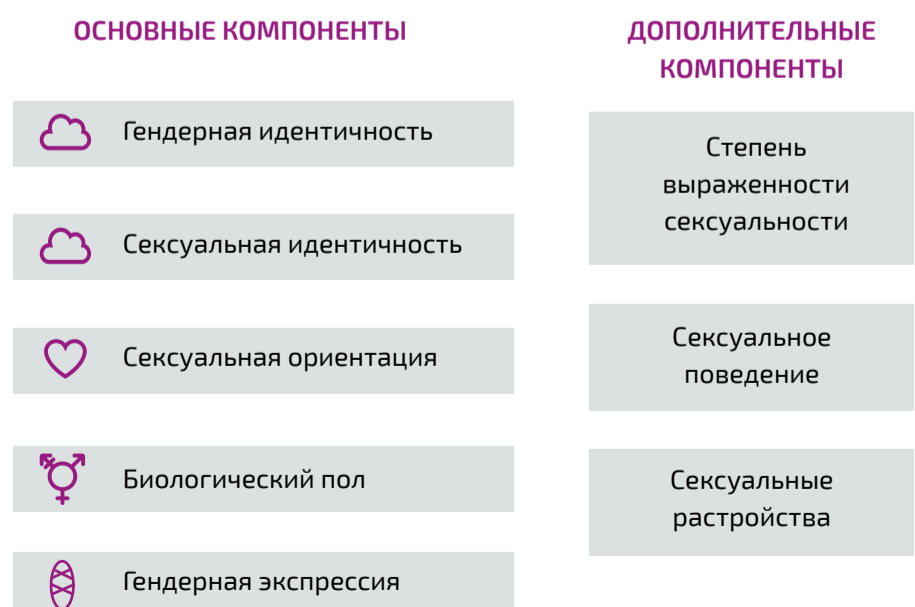 ОСНОВНЫЕ КОМПОНЕНТЫ
Гендерная идентичность
Сексуальная идентичность
Сексуальная ориентация
Биологический пол
Гендерная экспрессия
ДОПОЛНИТЕЛЬНЫЕ
КОМПОНЕНТЫ
Степень
выраженности
сексуальности
Сексуальное
поведение
Сексуальные
растройства